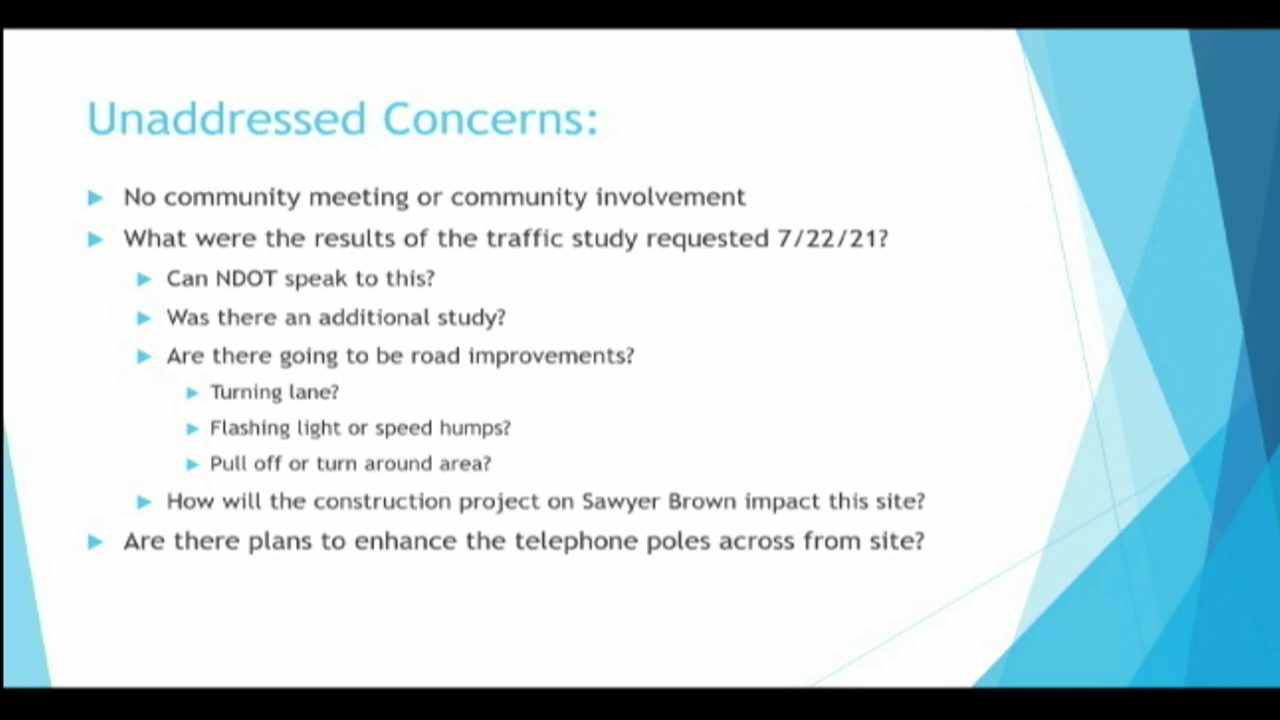 Unaddressed Concerns:
No community meeting or community involvement
What were the results of the traffic study requested 7/22/21?
Can NDOT speak to this?
Was there an additional study?
Are there going to be road improvements?
Turning lane?
Flashing light or speed humps?
Pull off or turn around area?
How will the construction project on Sawyer Brown impact this site?
Are there plans to enhance the telephone poles across from site?